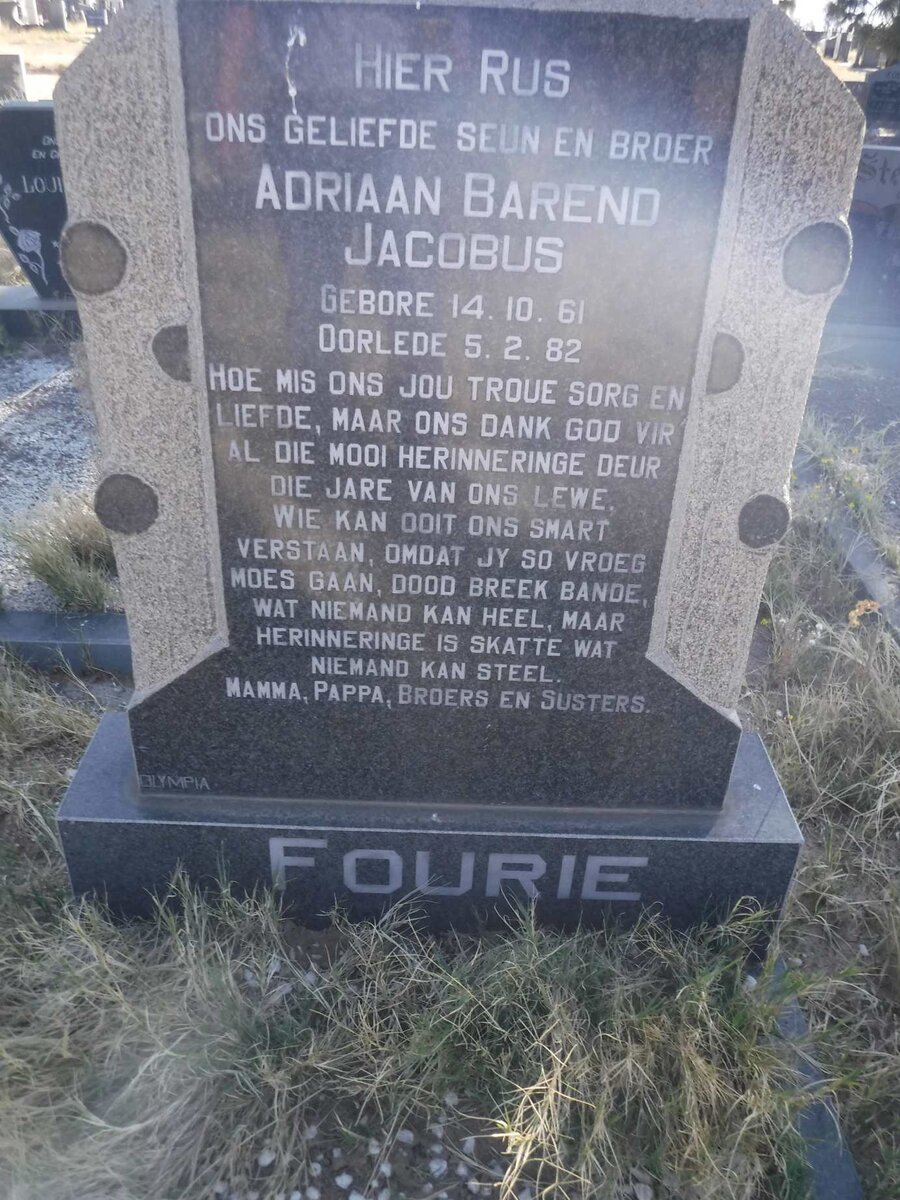 HIER RUS
ONS GELIEFDE SEUN EN BROER
ADRIAAN BAREND
JACOBUS
GEBORE 14. 10. 61
OORLEDE 5. 2. 82
HOE MIS ONS JOU TROUE SORG EN
LIEFDE, MAAR ONS DANK GOD VIR
AL DIE MOOI HERINNERINGE DEUR
DIE JARE VAN ONS LEWE.
WIE KAN OOIT ONS SMART
VERSTAAN, OMDAT JY SO VROEG
MOES GAAN, DOOD BREEK BANDE,
WAT NIEMAND KAN HEEL, MAAR
HERINNERINGE IS SKATTE WAT
NIEMAND KAN STEEL.
MAMMA, PAPPA, BROERS EN SUSTERS.
OLYMPIA
FOURIE